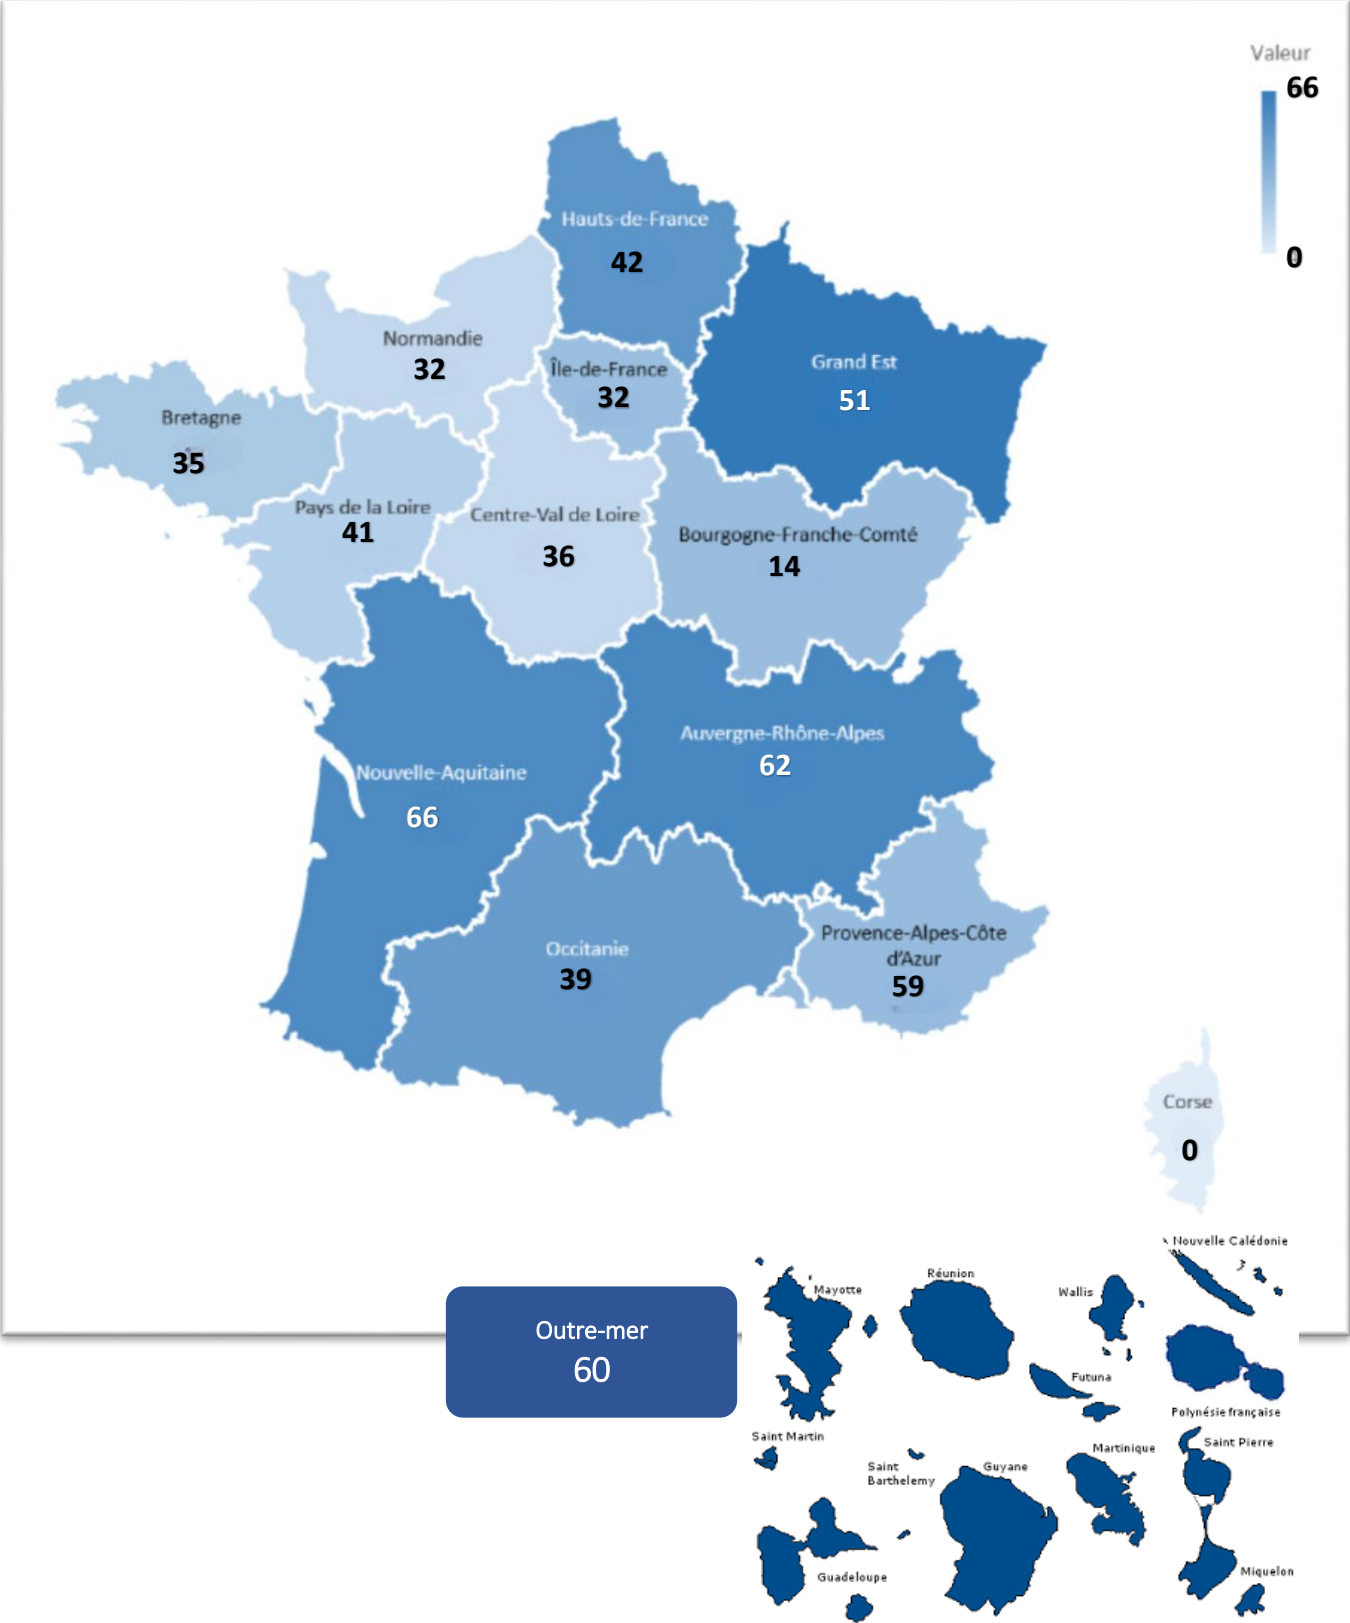 Valeur
66
0
Hauts-de-France
42
Normandie
32
Île-de-France
32
Grand Est
51
Bretagne
35
Pays de la Loire
41
Centre-Val de Loire
36
Bourgogne-Franche-Comté
14
Auvergne-Rhône-Alpes
62
Nouvelle-Aquitaine
66
Occitanie
39
Provence-Alpes-Côte
d'Azur
59
Corse
0
Outre-mer
60
Nouvelle Calédonie
Mayotte
Réunion
Wallis
Futuna
Polynésie française
Saint Martin
Saint
Barthelemy
Guyane
Martinique
Saint Pierre
Guadeloupe
Miquelon